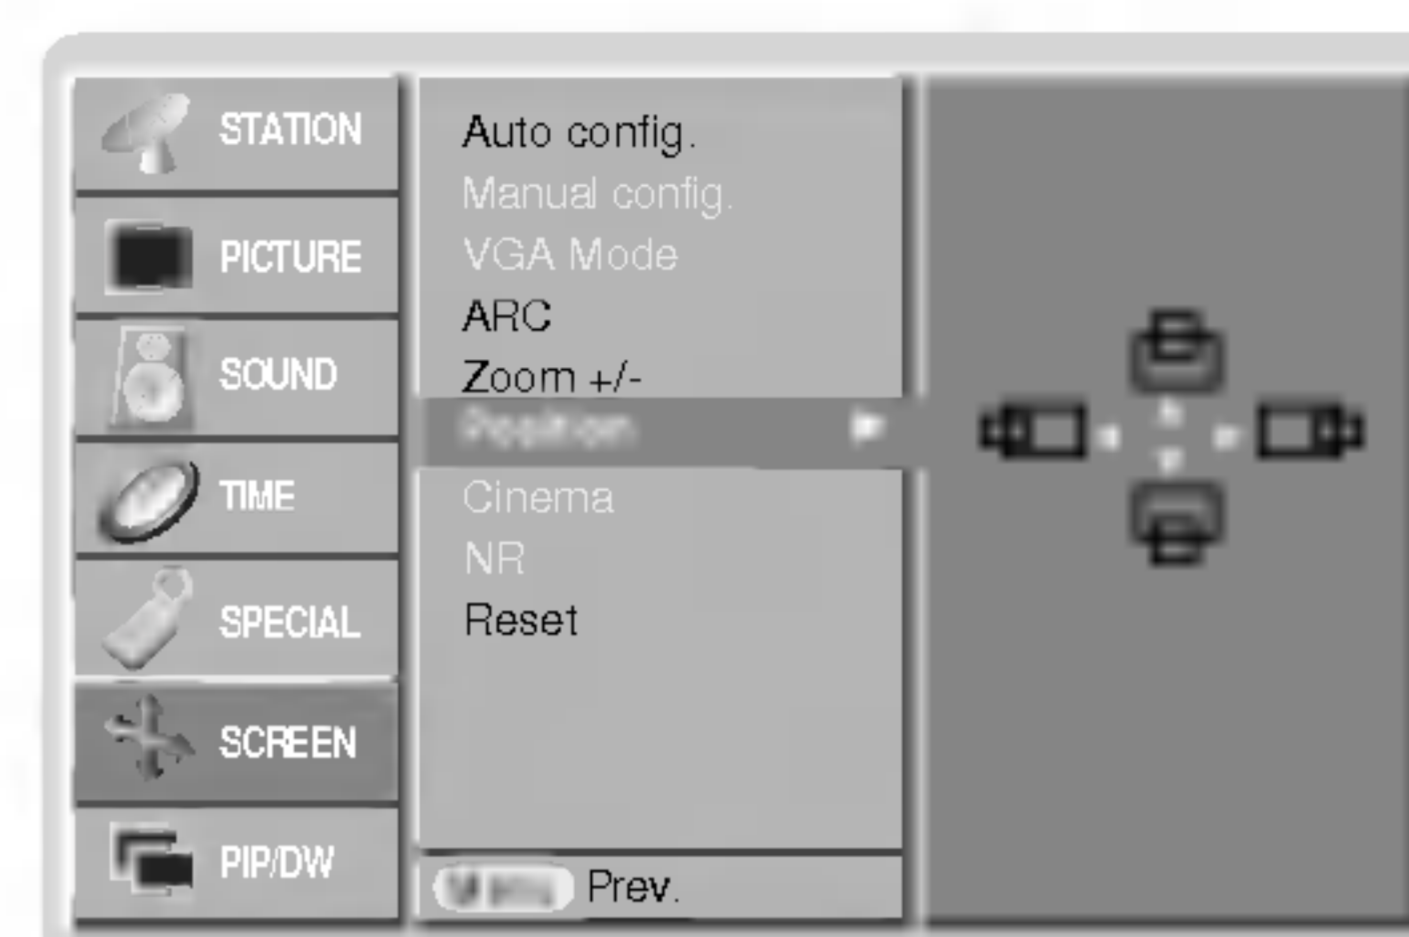 STATION
PICTURE
SOUND
TIME
SPECIAL
SCREEN
PIP/DW
Auto config.
Manual config.
VGA Mode
ARC
Zoom +/-
Position
Cinema
NR
Reset
Prev.